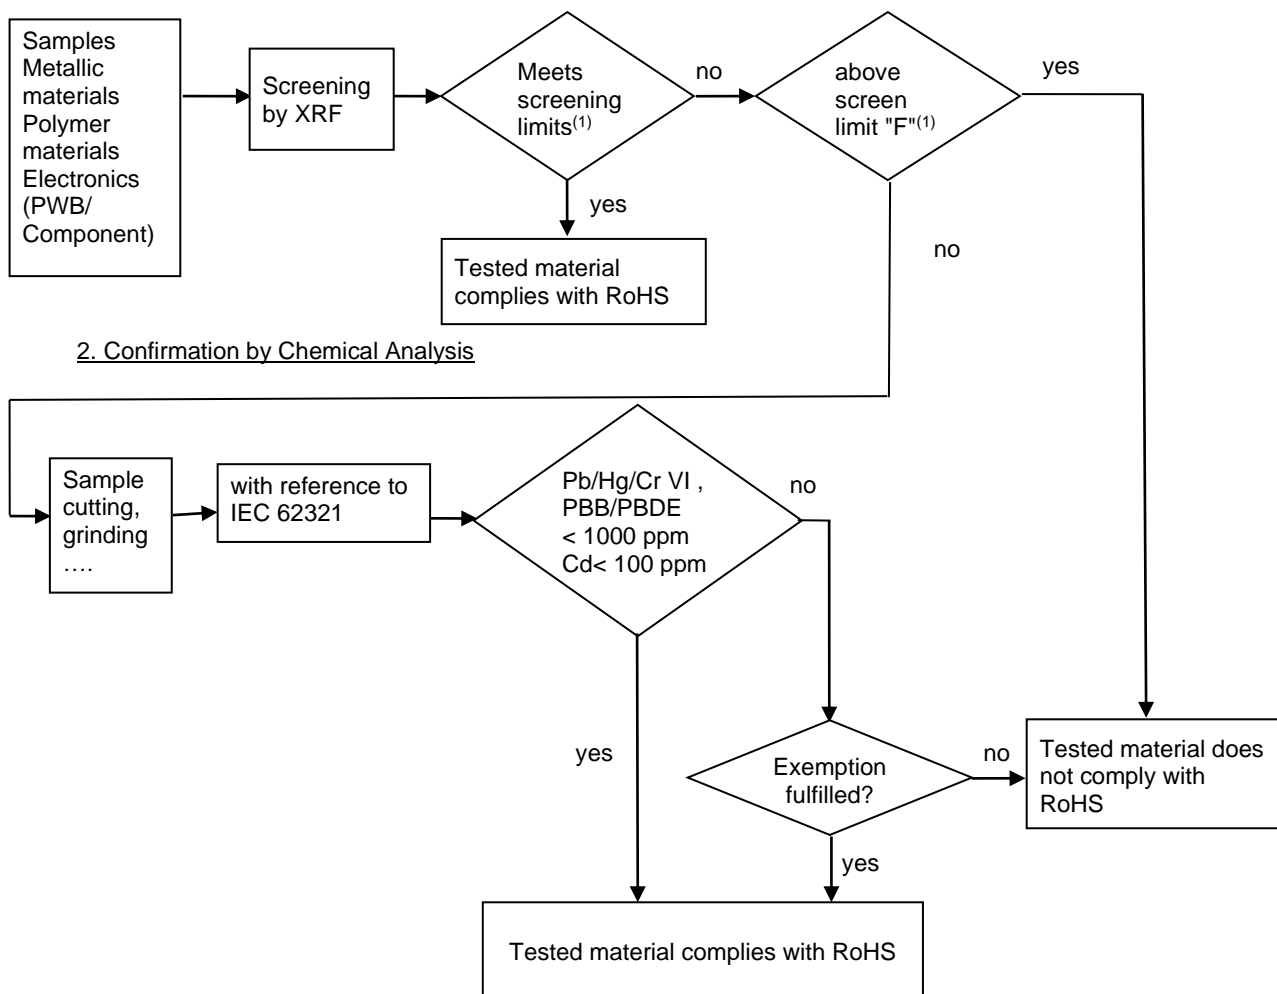 Samples
Metallic
materials
Polymer
materials
Electronics
(PWB/
Component)
Screening
by XRF
Meets
screening
limits(1)
no
above
screen
limit "F"(1)
yes
yes
no
Tested material
complies with RoHS
2. Confirmation by Chemical Analysis
Sample
cutting,
grinding
….
with reference to
IEC 62321
Pb/Hg/Cr VI ,
PBB/PBDE
< 1000 ppm
Cd< 100 ppm
no
yes
Exemption
fulfilled?
no
Tested material does
not comply with
RoHS
yes
Tested material complies with RoHS